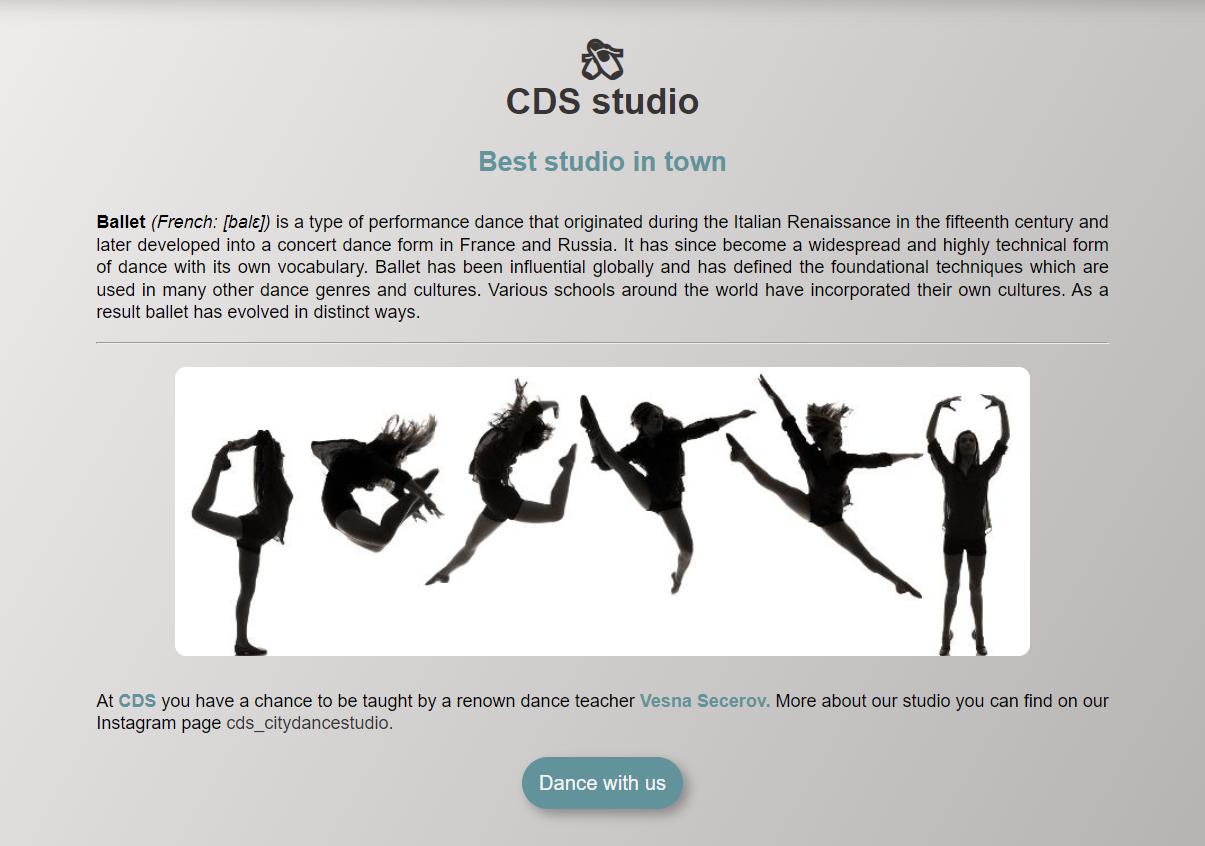 CDS studio
Best studio in town
Ballet (French: [balɛ]) is a type of performance dance that originated during the Italian Renaissance in the fifteenth century and
later developed into a concert dance form in France and Russia. It has since become a widespread and highly technical form
of dance with its own vocabulary. Ballet has been influential globally and has defined the foundational techniques which are
used in many other dance genres and cultures. Various schools around the world have incorporated their own cultures. As a
result ballet has evolved in distinct ways.
At CDS you have a chance to be taught by a renown dance teacher Vesna Secerov. More about our studio you can find on our
Instagram page cds_citydancestudio.
Dance with us